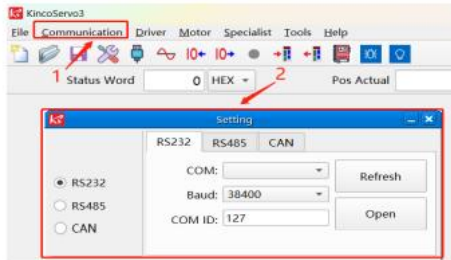 KincoServo3
File Communication Driver Motor Specialist Tools Help
1
2
Status Word 0 HEX Pos Actual
Setting
RS232 RS485 CAN
RS232
RS485
CAN
COM:
Baud: 38400
COM ID: 127
Refresh
Open